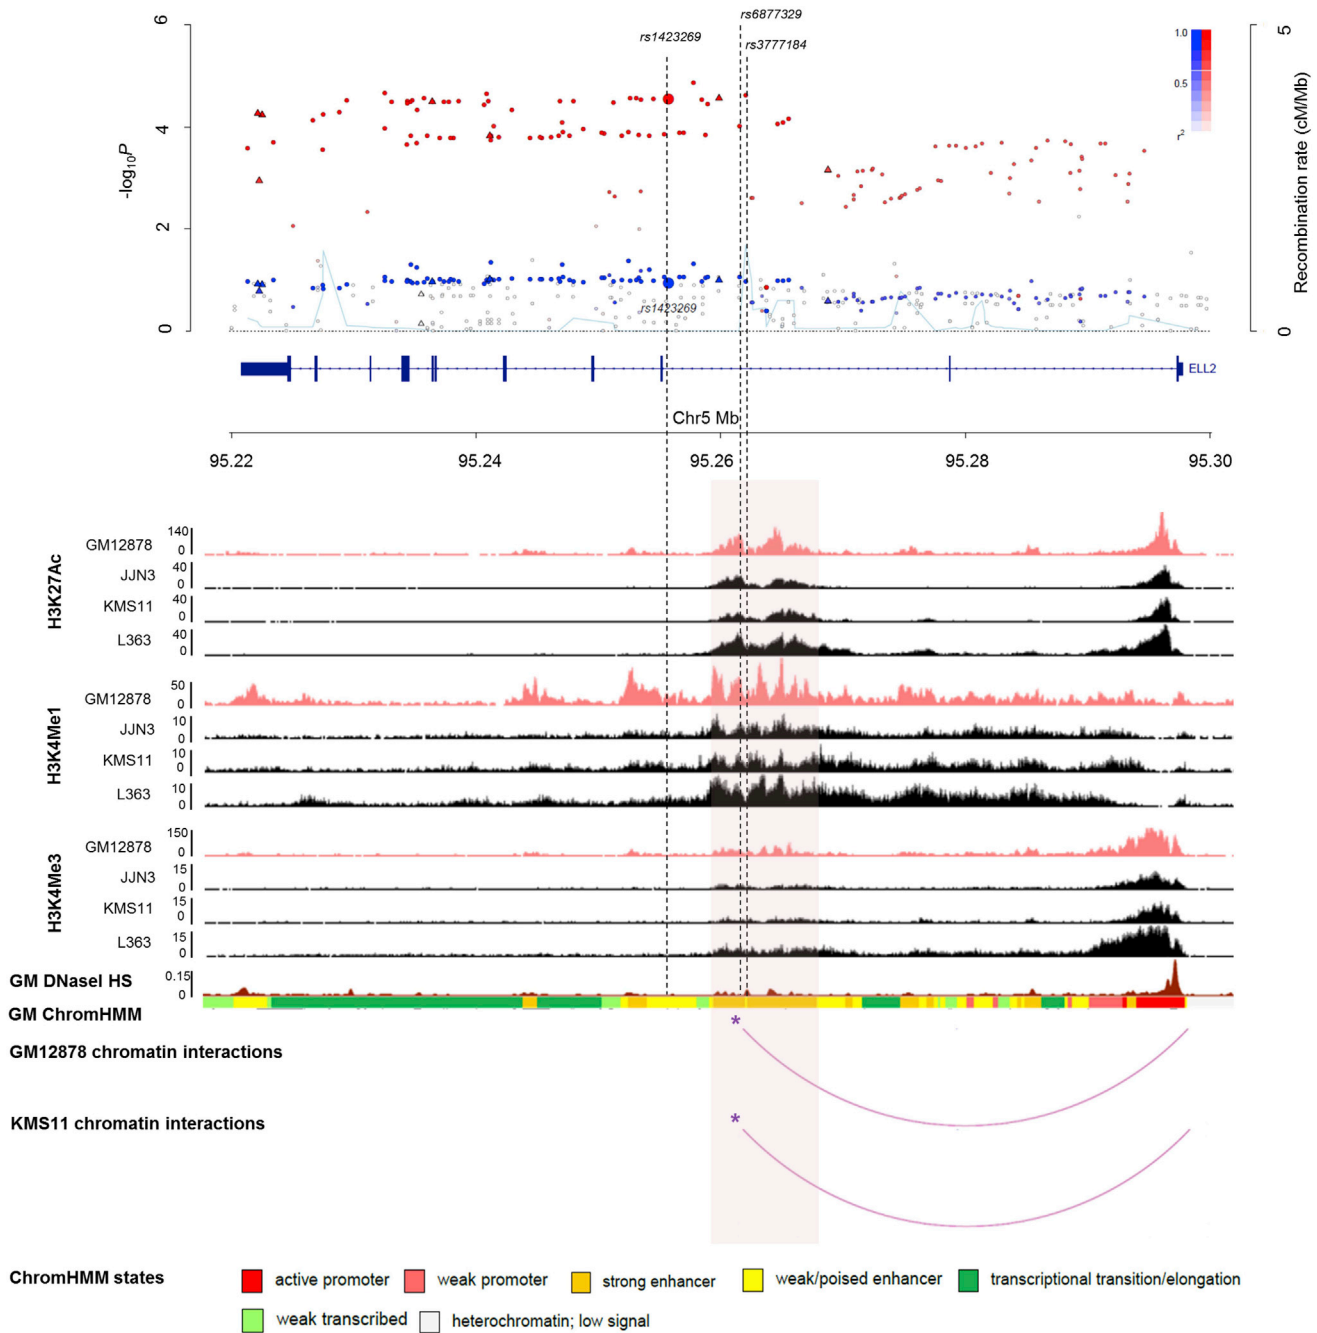 rs6877329
rs1423269
rs3777184
6
4
2
0
-log10P
1.0
0.5
r2
5
0
Recombination rate (cM/Mb)
rs1423269
ELL2
Chr5 Mb
95.22
95.24
95.26
95.28
95.30
H3K27Ac
GM12878
140
0
JJN3
40
0
KMS11
40
0
L363
40
0
H3K4Me1
GM12878
50
0
JJN3
10
0
KMS11
10
0
L363
10
0
H3K4Me3
GM12878
150
0
JJN3
15
0
KMS11
15
0
L363
15
0
GM DNaseI HS
0.15
0
GM ChromHMM
*
GM12878 chromatin interactions
KMS11 chromatin interactions
*
ChromHMM states
active promoter
weak promoter
strong enhancer
weak/poised enhancer
transcriptional transition/elongation
weak transcribed
heterochromatin; low signal